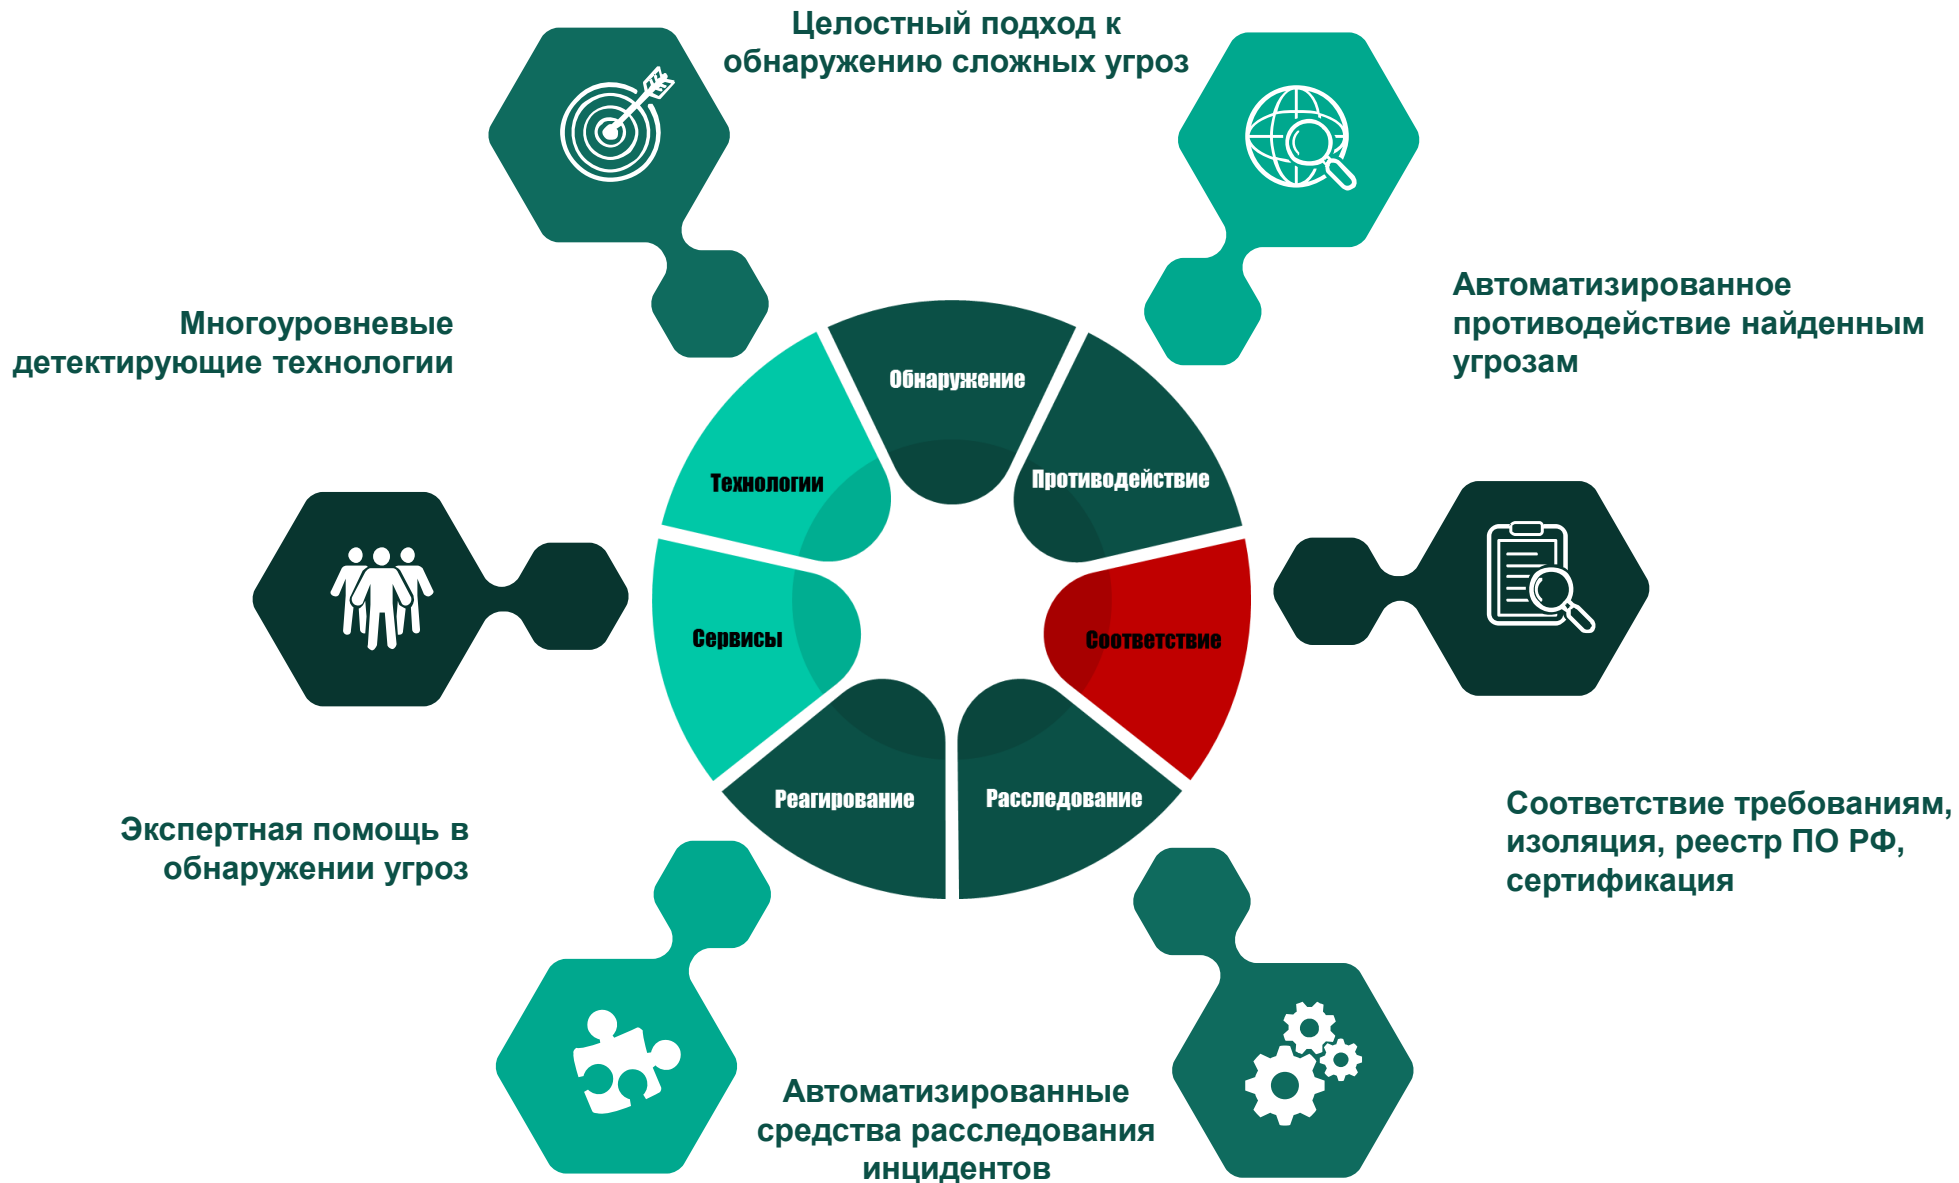 Целостный подход к
обнаружению сложных угроз
Автоматизированное
противодействие найденным
угрозам
Многоуровневые
детектирующие технологии
Обнаружение
Противодействие
Технологии
Сервисы
Соответствие
Реагирование
Расследование
Экспертная помощь в
обнаружении угроз
Соответствие требованиям,
изоляция, реестр ПО РФ,
сертификация
Автоматизированные
средства расследования
инцидентов